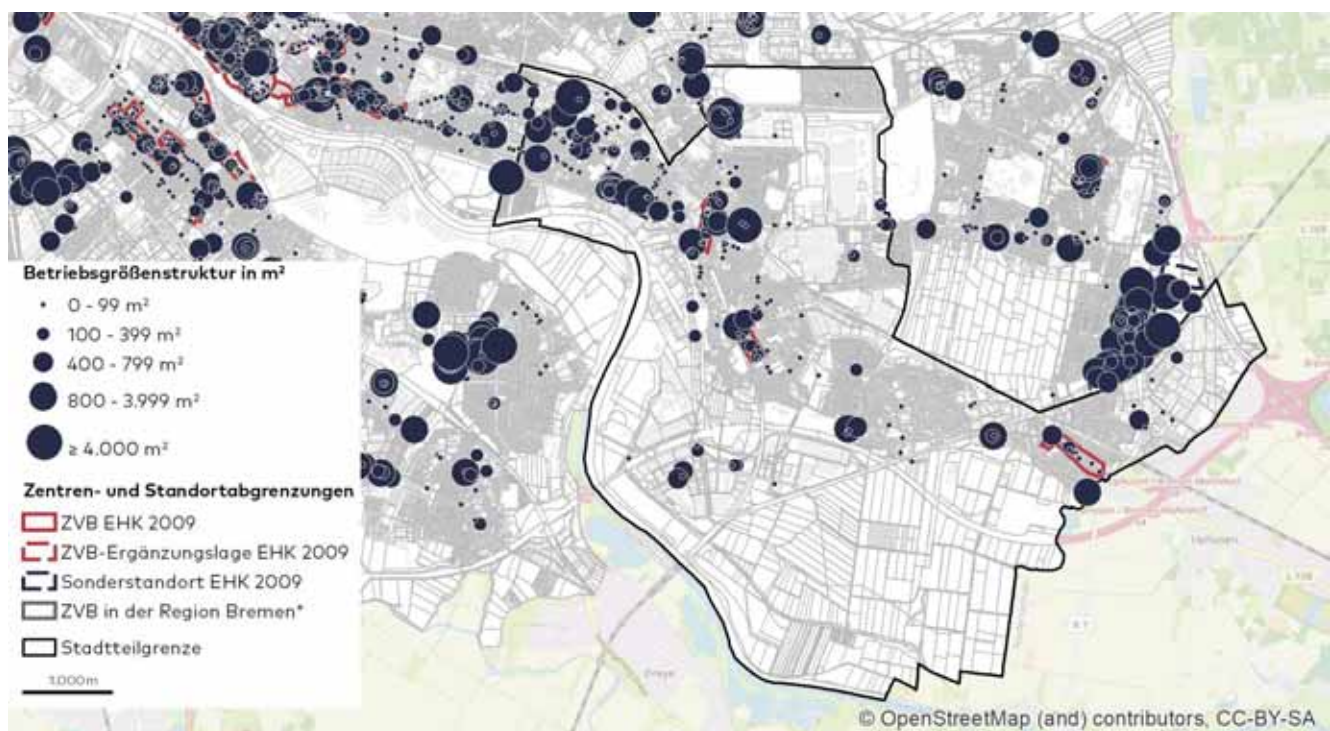 Betriebsgrößenstruktur in m²
0 - 99 m²
100 - 399 m²
400 - 799 m²
800 - 3.999 m²
≥ 4.000 m²
Zentren- und Standortabgrenzungen
ZVB EHK 2009
ZVB-Ergänzungslage EHK 2009
Sonderstandort EHK 2009
ZVB in der Region Bremen*
Stadtteilgrenze
1.000m
© OpenStreetMap (and) contributors, CC-BY-SA